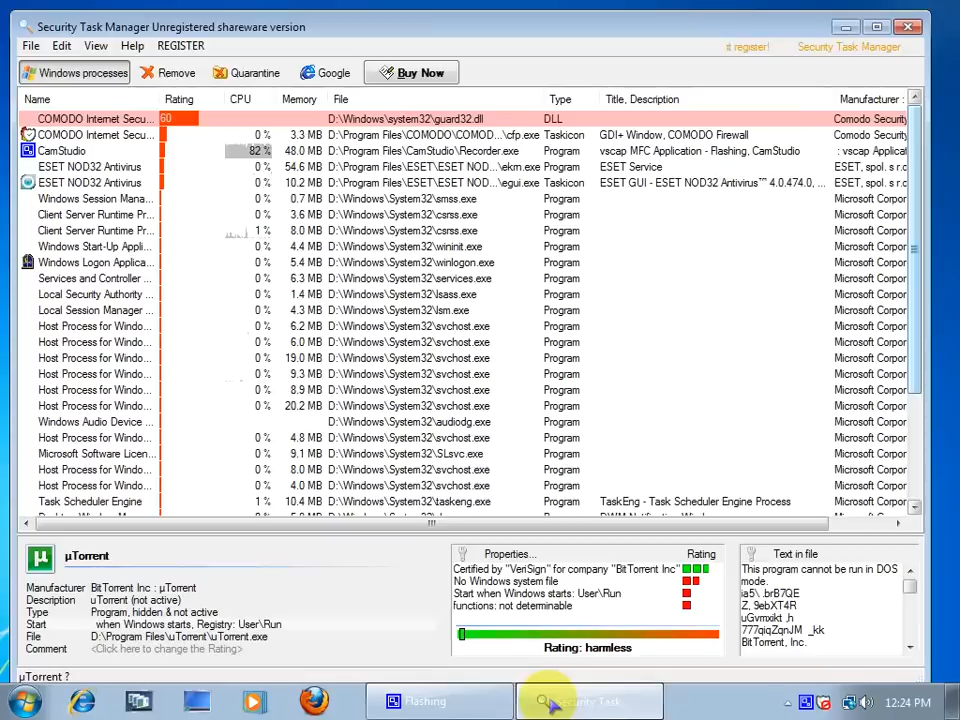 Security Task Manager Unregistered shareware version
File Edit View Help REGISTER
it register! Security Task Manager
Windows processes Remove Quarantine Google Buy Now
Name Rating CPU Memory File Type Title, Description Manufacturer :
COMODO Internet Secu... 60 D:\Windows\system32\guard32.dll DLL Comodo Security
COMODO Internet Secu... 0 % 3.3 MB D:\Program Files\COMODO\COMOD...\cfp.exe Taskicon GDI+ Window, COMODO Firewall Comodo Security
CamStudio 82 % 48.0 MB D:\Program Files\CamStudio\Recorder.exe Program vscap MFC Application - Flashing, CamStudio : vscap Applicat
ESET NOD32 Antivirus 0 % 54.6 MB D:\Program Files\ESET\ESET NOD...\ekrn.exe Program ESET Service ESET, spol. s r.o
ESET NOD32 Antivirus 0 % 10.2 MB D:\Program Files\ESET\ESET NOD...\egui.exe Taskicon ESET GUI - ESET NOD32 Antivirus™ 4.0.474.0, ... ESET, spol. s r.o
Windows Session Mana... 0 % 0.7 MB D:\Windows\System32\smss.exe Program Microsoft Corpor
Client Server Runtime Pr... 0 % 3.6 MB D:\Windows\System32\csrss.exe Program Microsoft Corpor
Client Server Runtime Pr... 1 % 8.0 MB D:\Windows\System32\csrss.exe Program Microsoft Corpor
Windows Start-Up Appli... 0 % 4.4 MB D:\Windows\System32\wininit.exe Program Microsoft Corpor
Windows Logon Applica... 0 % 5.4 MB D:\Windows\System32\winlogon.exe Program Microsoft Corpor
Services and Controller ... 0 % 3.6 MB D:\Windows\System32\services.exe Program Microsoft Corpor
Local Security Authority ... 0 % 1.4 MB D:\Windows\System32\lsass.exe Program Microsoft Corpor
Local Session Manager ... 0 % 4.3 MB D:\Windows\System32\lsm.exe Program Microsoft Corpor
Host Process for Windo... 0 % 6.2 MB D:\Windows\System32\svchost.exe Program Microsoft Corpor
Host Process for Windo... 0 % 6.0 MB D:\Windows\System32\svchost.exe Program Microsoft Corpor
Host Process for Windo... 0 % 19.0 MB D:\Windows\System32\svchost.exe Program Microsoft Corpor
Host Process for Windo... 0 % 9.3 MB D:\Windows\System32\svchost.exe Program Microsoft Corpor
Host Process for Windo... 0 % 8.9 MB D:\Windows\System32\svchost.exe Program Microsoft Corpor
Host Process for Windo... 0 % 20.2 MB D:\Windows\System32\svchost.exe Program Microsoft Corpor
Windows Audio Device ... D:\Windows\System32\audiodg.exe Program Microsoft Corpor
Host Process for Windo... 0 % 4.8 MB D:\Windows\System32\svchost.exe Program Microsoft Corpor
Microsoft Software Licen... 0 % 9.1 MB D:\Windows\System32\SLsvc.exe Program Microsoft Corpor
Host Process for Windo... 0 % 8.0 MB D:\Windows\System32\svchost.exe Program Microsoft Corpor
Host Process for Windo... 0 % 4.0 MB D:\Windows\System32\svchost.exe Program Microsoft Corpor
Task Scheduler Engine 1 % 10.4 MB D:\Windows\System32\taskeng.exe Program TaskEng - Task Scheduler Engine Process Microsoft Corpor
µTorrent
Manufacturer BitTorrent Inc : µTorrent
Description uTorrent (not active)
Type Program, hidden & not active
Start when Windows starts, Registry: User\Run
File D:\Program Files\uTorrent\uTorrent.exe
Comment <Click here to change the Rating>
Properties... Rating
Certified by "VeriSign" for company "BitTorrent Inc"
No Windows system file
Start when Windows starts: User\Run
functions: not determinable
Rating: harmless
Text in file
This program cannot be run in DOS
mode.
ia5\ .brB7QE
Z, 9ebXT4R
uGvrnxikt ,h
777qiqZqnJM _kk
BitTorrent, Inc.
µTorrent ?
Flashing Security Task 12:24 PM